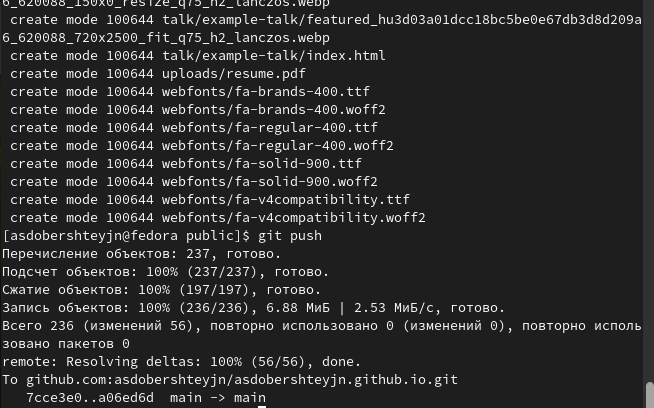 6_620088_150x0_resize_q75_h2_lanczos.webp
 create mode 100644 talk/example-talk/featured_hu3d03a01dcc18bc5be0e67db3d8d209a
6_620088_720x2500_fit_q75_h2_lanczos.webp
 create mode 100644 talk/example-talk/index.html
 create mode 100644 uploads/resume.pdf
 create mode 100644 webfonts/fa-brands-400.ttf
 create mode 100644 webfonts/fa-brands-400.woff2
 create mode 100644 webfonts/fa-regular-400.ttf
 create mode 100644 webfonts/fa-regular-400.woff2
 create mode 100644 webfonts/fa-solid-900.ttf
 create mode 100644 webfonts/fa-solid-900.woff2
 create mode 100644 webfonts/fa-v4compatibility.ttf
 create mode 100644 webfonts/fa-v4compatibility.woff2
[asdobershteyjn@fedora public]$ git push
Перечисление объектов: 237, готово.
Подсчет объектов: 100% (237/237), готово.
Сжатие объектов: 100% (197/197), готово.
Запись объектов: 100% (236/236), 6.88 МиБ | 2.53 МиБ/с, готово.
Всего 236 (изменений 56), повторно использовано 0 (изменений 0), повторно исполь
зовано пакетов 0
remote: Resolving deltas: 100% (56/56), done.
To github.com:asdobershteyjn/asdobershteyjn.github.io.git
   7cce3e0..a06ed6d  main -> main